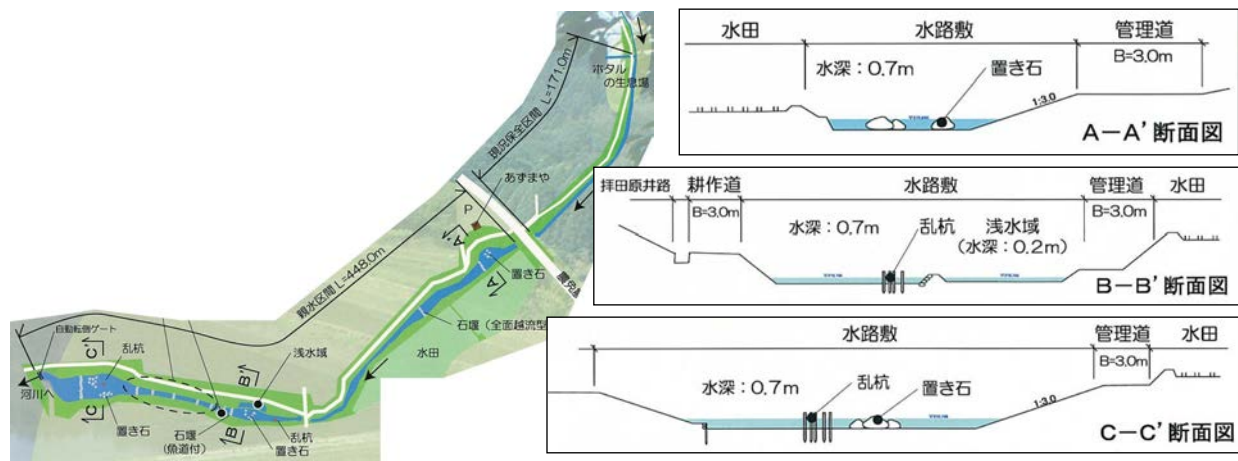 ホタル
の生息場
現況保全区間 L=171.0m
あずまや
P
A'
A
置き石
親水区間 L=448.0m
石堰(全面越流型
水田
自動転倒ゲート
C'
乱杭
B'
浅水域
河川へ
C
置き石
石堰
(魚道付)
B
乱杭
置き石
水田
水路敷
管理道
B=3.0m
水深:0.7m
置き石
1:3.0
A-A'断面図
拝田原井路
耕作道
水路敷
管理道
水田
B=3.0m
B=3.0m
水深:0.7m
乱杭
浅水域
(水深:0.2m)
B-B'断面図
水路敷
管理道
水田
B=3.0m
水深:0.7m
乱杭
置き石
1:3.0
C-C'断面図